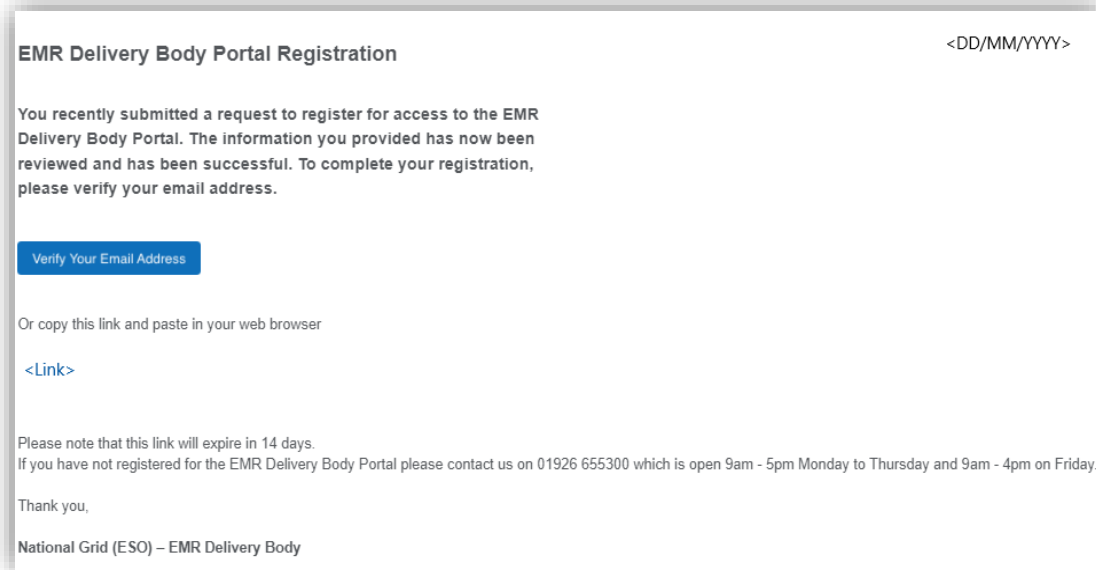 EMR Delivery Body Portal Registration
<DD/MM/YYYY>
You recently submitted a request to register for access to the EMR
Delivery Body Portal. The information you provided has now been
reviewed and has been successful. To complete your registration,
please verify your email address.
Verify Your Email Address
Or copy this link and paste in your web browser
<Link>
Please note that this link will expire in 14 days.
If you have not registered for the EMR Delivery Body Portal please contact us on 01926 655300 which is open 9am - 5pm Monday to Thursday and 9am - 4pm on Friday.
Thank you,
National Grid (ESO) – EMR Delivery Body